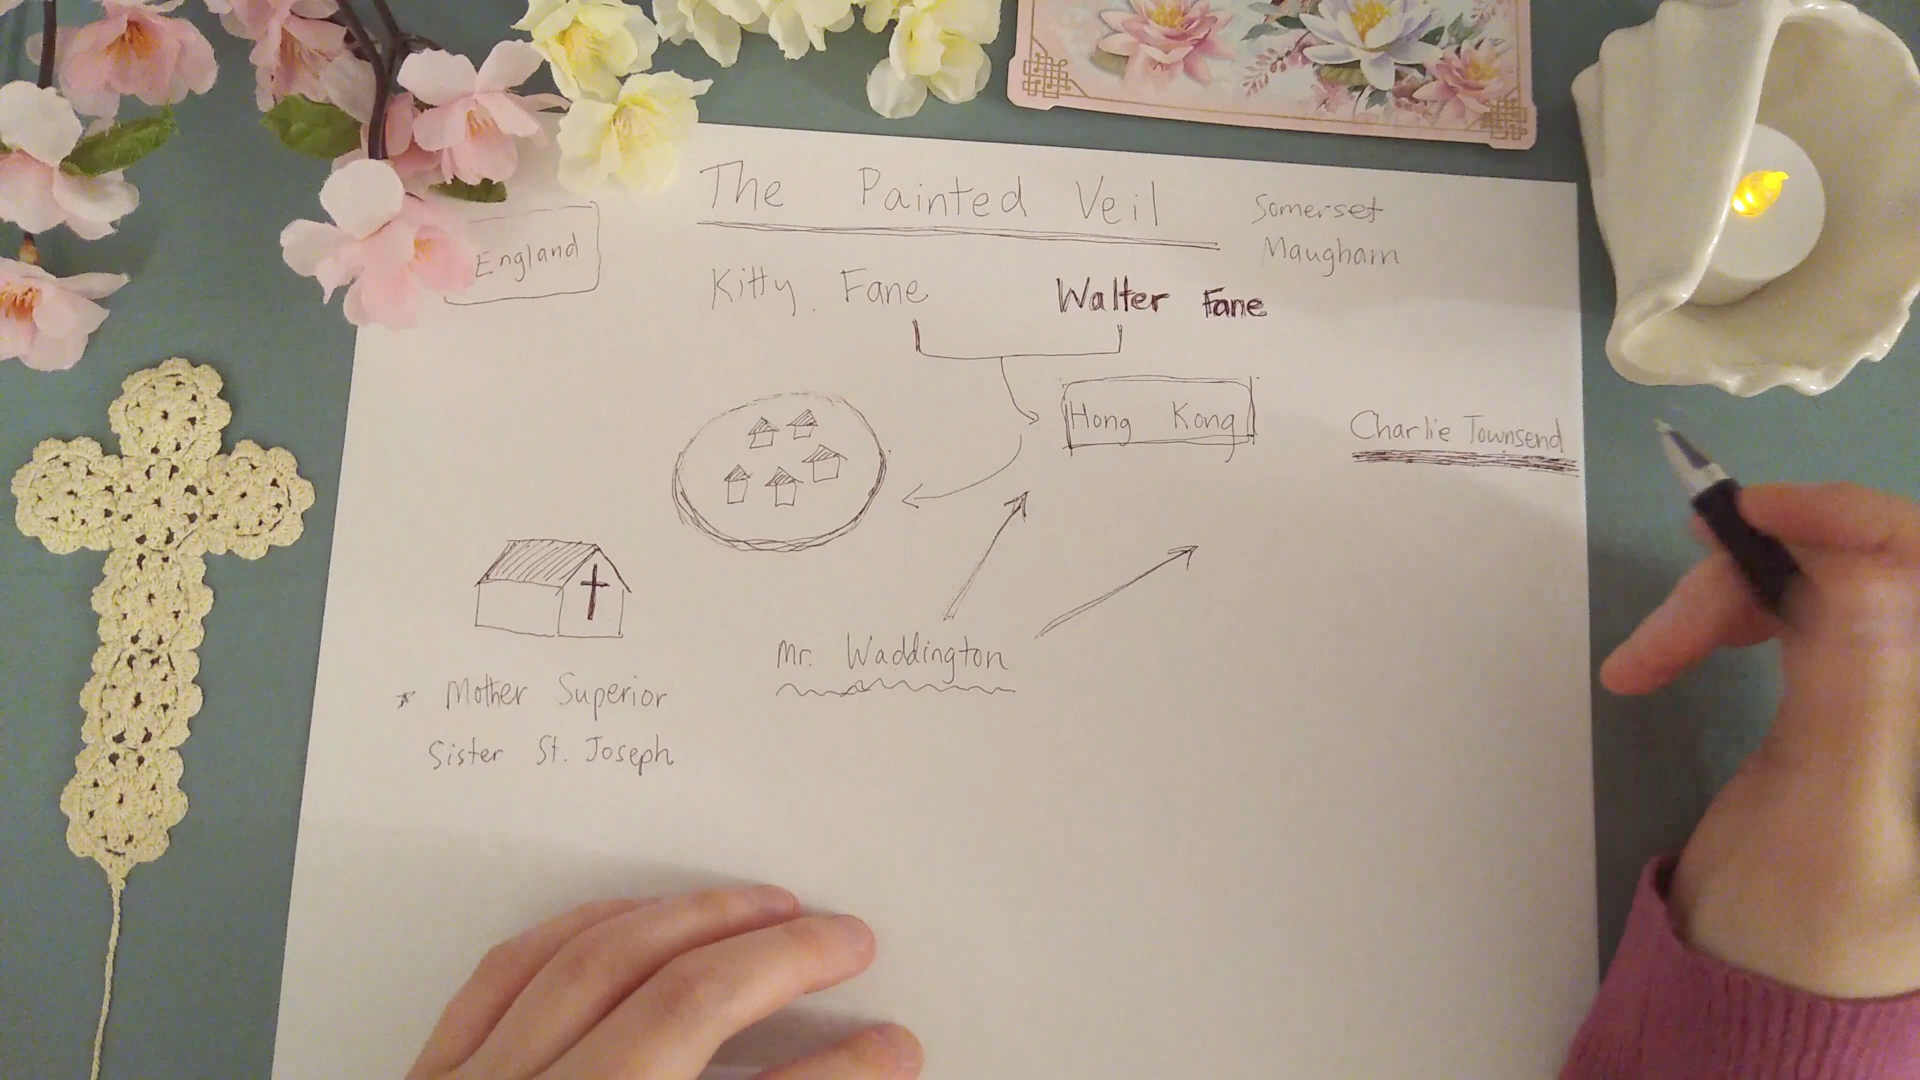 The Painted Veil
Somerset
Maugham
England
Kitty Fane
Walter Fane
Hong Kong
Charlie Townsend
Mr. Waddington
* Mother Superior
Sister St. Joseph